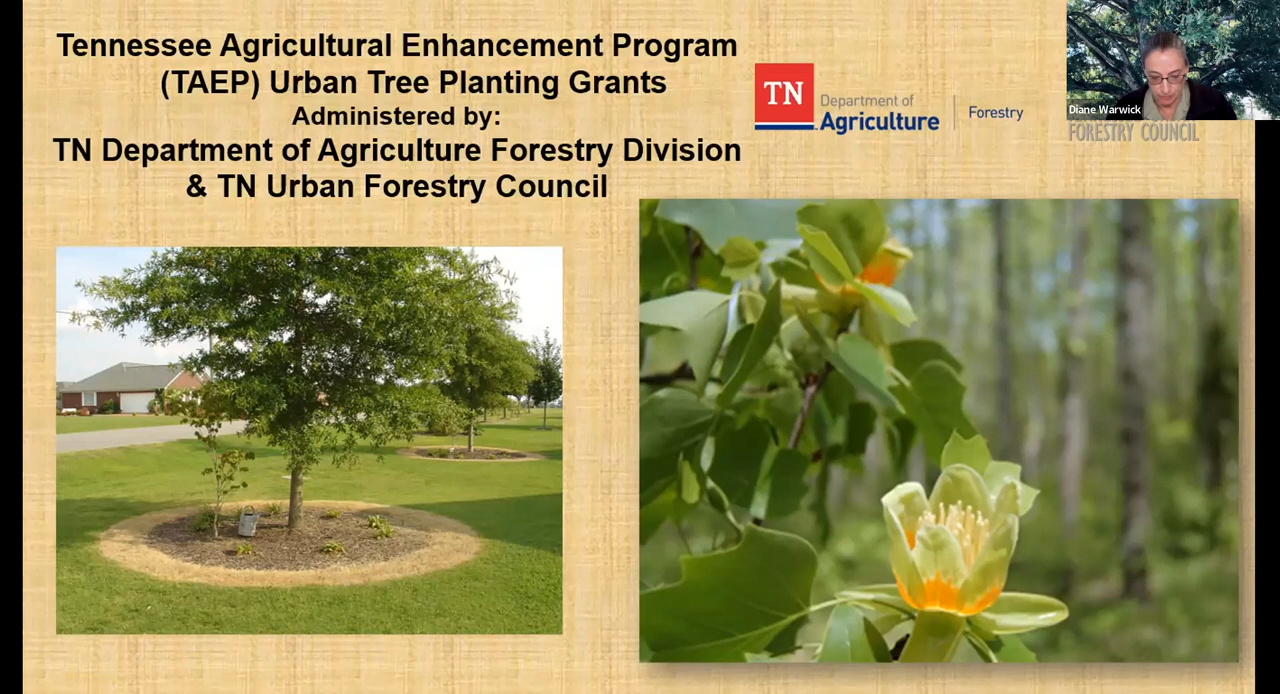 Tennessee Agricultural Enhancement Program
(TAEP) Urban Tree Planting Grants
Administered by:
TN Department of Agriculture Forestry Division
& TN Urban Forestry Council
TN
Department of
Agriculture
Forestry
Diane Warwick
FORESTRY COUNCIL